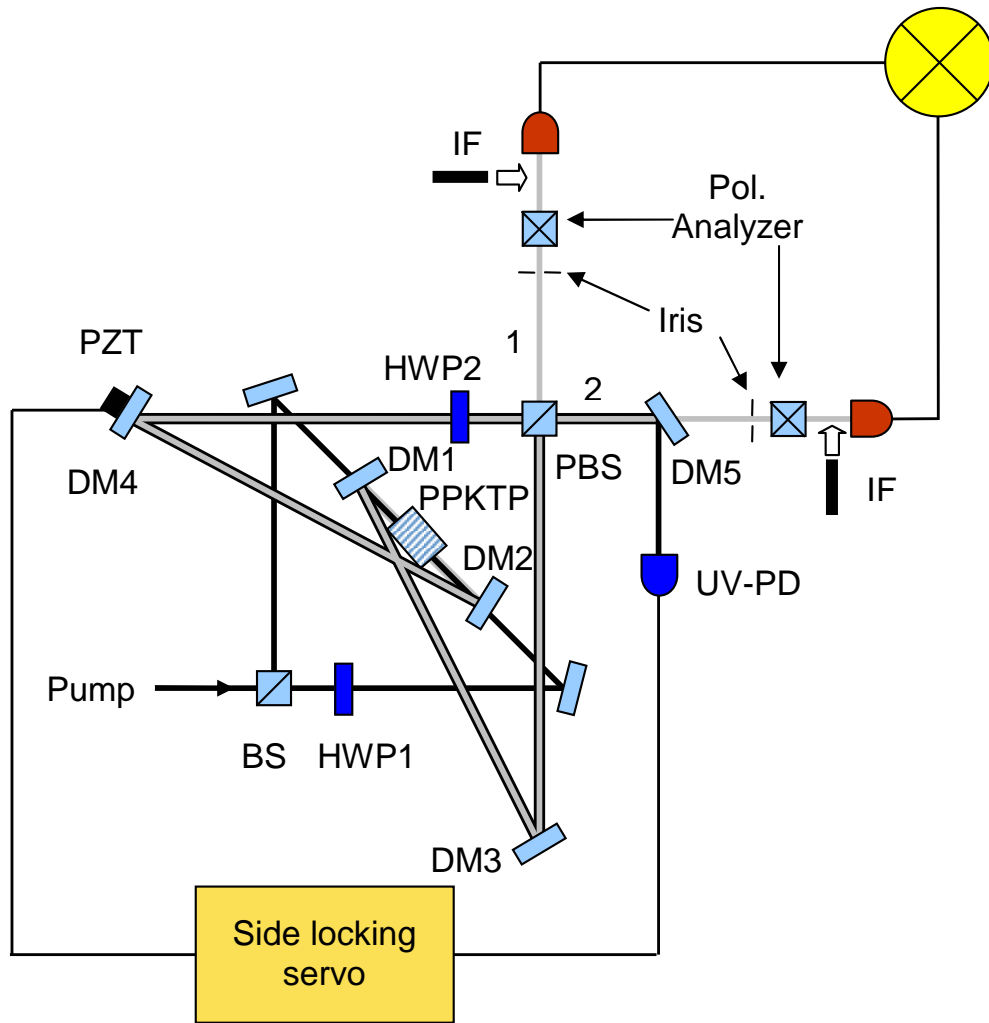 IF
Pol.
Analyzer
Iris
PZT
1
HWP2
2
DM1
PBS
DM5
DM4
PPKTP
IF
DM2
UV-PD
Pump
BS
HWP1
DM3
Side locking
servo